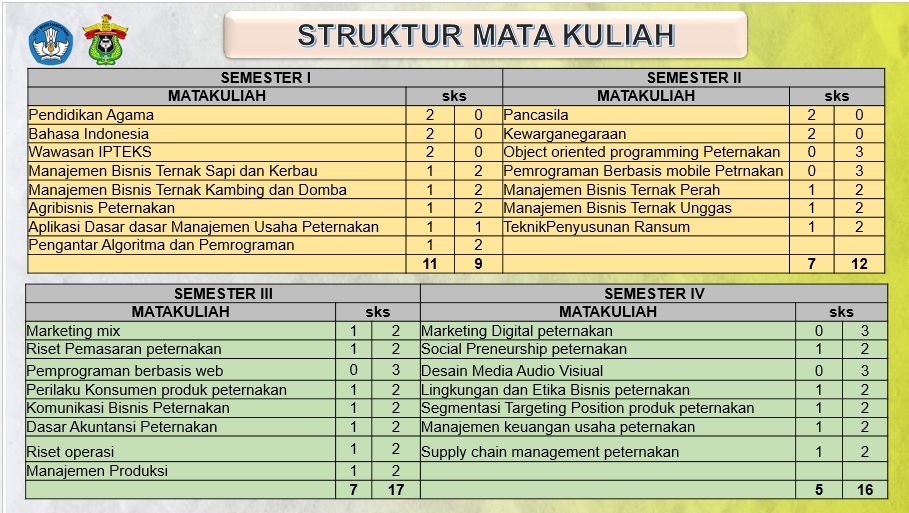 STRUKTUR MATA KULIAH
SEMESTER I SEMESTER II
MATAKULIAH sks MATAKULIAH sks
Pendidikan Agama 2 0 Pancasila 2 0
Bahasa Indonesia 2 0 Kewarganegaraan 2 0
Wawasan IPTEKS 2 0 Object oriented programming Peternakan 0 3
Manajemen Bisnis Ternak Sapi dan Kerbau 1 2 Pemrograman Berbasis mobile Petrnakan 0 3
Manajemen Bisnis Ternak Kambing dan Domba 1 2 Manajemen Bisnis Ternak Perah 1 2
Agribisnis Peternakan 1 2 Manajemen Bisnis Ternak Unggas 1 2
Aplikasi Dasar dasar Manajemen Usaha Peternakan 1 1 TeknikPenyusunan Ransum 1 2
Pengantar Algoritma dan Pemrograman 1 2
11 9 7 12
SEMESTER III SEMESTER IV
MATAKULIAH sks MATAKULIAH sks
Marketing mix 1 2 Marketing Digital peternakan 0 3
Riset Pemasaran peternakan 1 2 Social Preneurship peternakan 1 2
Pemprograman berbasis web 0 3 Desain Media Audio Visiual 0 3
Perilaku Konsumen produk peternakan 1 2 Lingkungan dan Etika Bisnis peternakan 1 2
Komunikasi Bisnis Peternakan 1 2 Segmentasi Targeting Position produk peternakan 1 2
Dasar Akuntansi Peternakan 1 2 Manajemen keuangan usaha peternakan 1 2
Riset operasi 1 2 Supply chain management peternakan 1 2
Manajemen Produksi 1 2
7 17 5 16